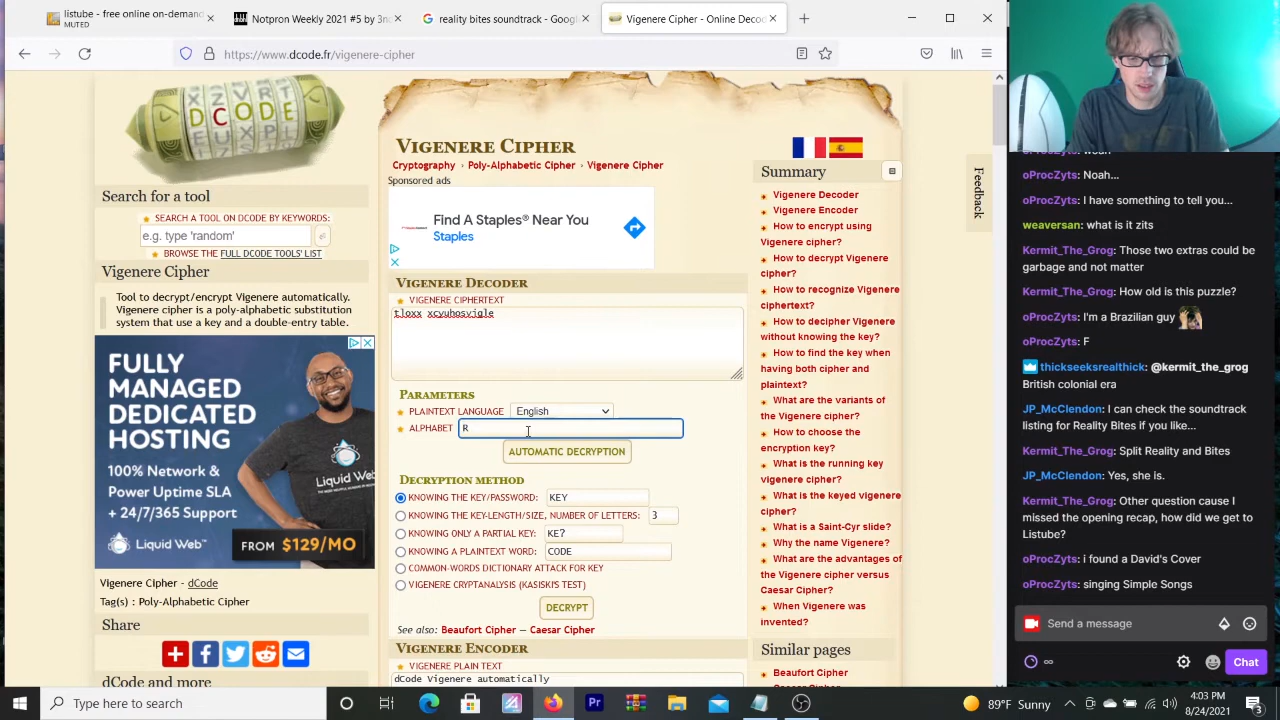 listube - free online on-demand
MUTED
Notpron Weekly 2021 #5 by 3n
reality bites soundtrack - Google
Vigenere Cipher - Online Decod
https://www.dcode.fr/vigenere-cipher
XZVRT
DCODE
Search for a tool
SEARCH A TOOL ON DCODE BY KEYWORDS:
e.g. type 'random'
BROWSE THE FULL DCODE TOOLS' LIST
Vigenere Cipher
Tool to decrypt/encrypt Vigenere automatically.
Vigenere cipher is a poly-alphabetic substitution
system that use a key and a double-entry table.
FULLY
MANAGED
DEDICATED
HOSTING
100% Network &
Power Uptime SLA
+ 24/7/365 Support
Liquid Web
FROM $129/MO
Vigenere Cipher - dCode
Tag(s) : Poly-Alphabetic Cipher
Share
dCode and more
VIGENERE CIPHER
Cryptography › Poly-Alphabetic Cipher › Vigenere Cipher
Sponsored ads
Find A Staples® Near You
Staples
VIGENERE DECODER
VIGENERE CIPHERTEXT
tloxx xcyuhosvigle
PARAMETERS
PLAINTEXT LANGUAGE English
ALPHABET R
AUTOMATIC DECRYPTION
DECRYPTION METHOD
KNOWING THE KEY/PASSWORD: KEY
KNOWING THE KEY-LENGTH/SIZE, NUMBER OF LETTERS: 3
KNOWING ONLY A PARTIAL KEY: KE?
KNOWING A PLAINTEXT WORD: CODE
COMMON-WORDS DICTIONARY ATTACK FOR KEY
VIGENERE CRYPTANALYSIS (KASISKI'S TEST)
DECRYPT
See also: Beaufort Cipher — Caesar Cipher
VIGENERE ENCODER
VIGENERE PLAIN TEXT
dCode Vigenere automatically
Summary
Vigenere Decoder
Vigenere Encoder
How to encrypt using
Vigenere cipher?
How to decrypt Vigenere
cipher?
How to recognize Vigenere
ciphertext?
How to decipher Vigenere
without knowing the key?
How to find the key when
having both cipher and
plaintext?
What are the variants of
the Vigenere cipher?
How to choose the
encryption key?
What is the running key
vigenere cipher?
What is the keyed vigenere
cipher?
What is a Saint-Cyr slide?
Why the name Vigenere?
What are the advantages of
the Vigenere cipher versus
Caesar Cipher?
When Vigenere was
invented?
Similar pages
Beaufort Cipher
Feedback
oProcZyts: woah
oProcZyts: Noah...
oProcZyts: I have something to tell you...
weaversan: what is it zits
Kermit_The_Grog: Those two extras could be
garbage and not matter
Kermit_The_Grog: How old is this puzzle?
oProcZyts: I'm a Brazilian guy
oProcZyts: F
thickseeksrealthick: @kermit_the_grog
British colonial era
JP_McClendon: I can check the soundtrack
listing for Reality Bites if you like...
Kermit_The_Grog: Split Reality and Bites
JP_McClendon: Yes, she is.
Kermit_The_Grog: Other question cause I
missed the opening recap, how did we get to
Listube?
oProcZyts: i found a David's Cover
oProcZyts: singing Simple Songs
Send a message
Chat
Type here to search
89°F Sunny
4:03 PM
8/24/2021
3